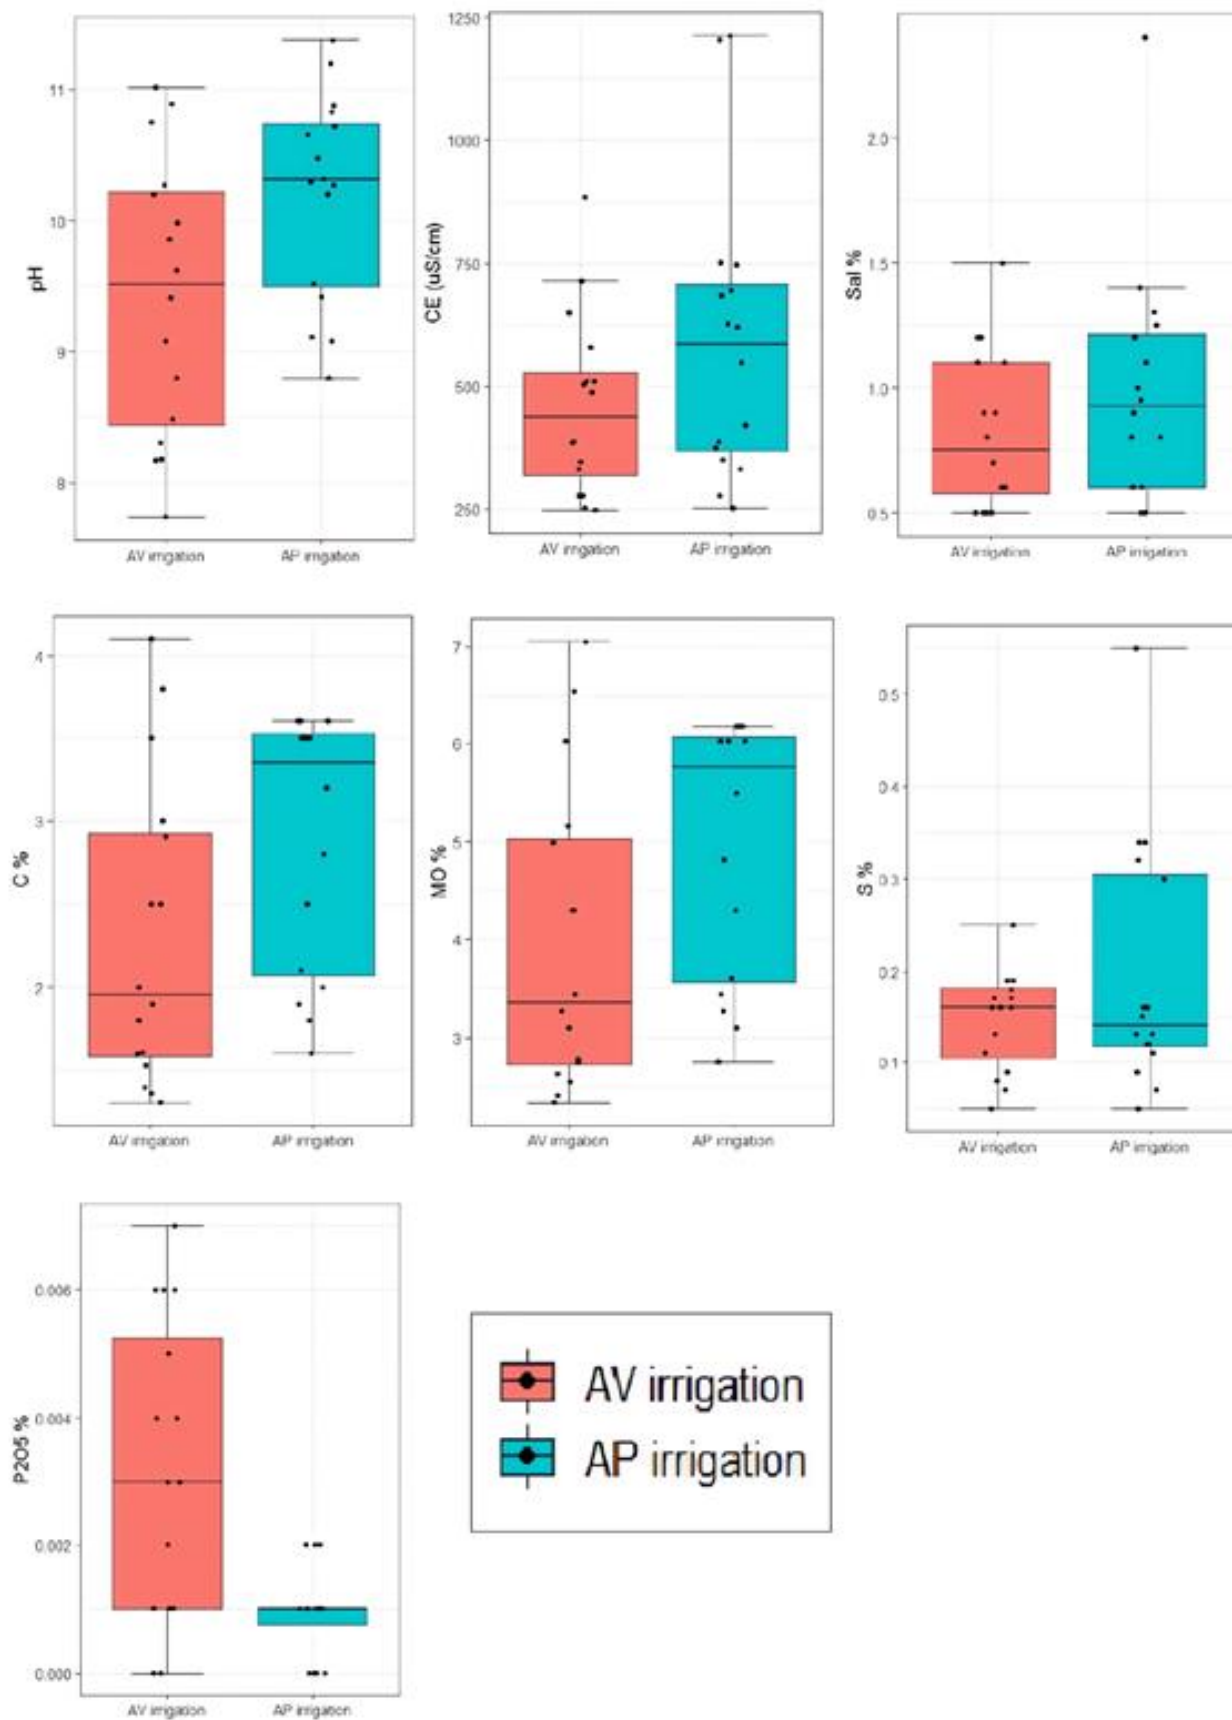 pH
11
10
9
8
AV irrigation
AP irrigation
CE (uS/cm)
1250
1000
750
500
250
AV irrigation
AP irrigation
Sal %
2.0
1.5
1.0
0.5
AV irrigation
AP irrigation
C %
4
3
2
AV irrigation
AP irrigation
MO %
7
6
5
4
3
AV irrigation
AP irrigation
S %
0.5
0.4
0.3
0.2
0.1
AV irrigation
AP irrigation
P2O5 %
0.006
0.004
0.002
0.000
AV irrigation
AP irrigation
AV irrigation
AP irrigation